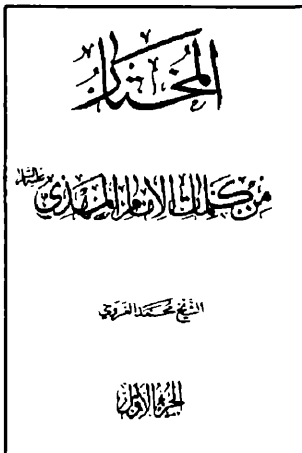 المختار
من كلمات الإمام المهدي عليه السلام
الشيخ محمد الغروي
الجزء الأول